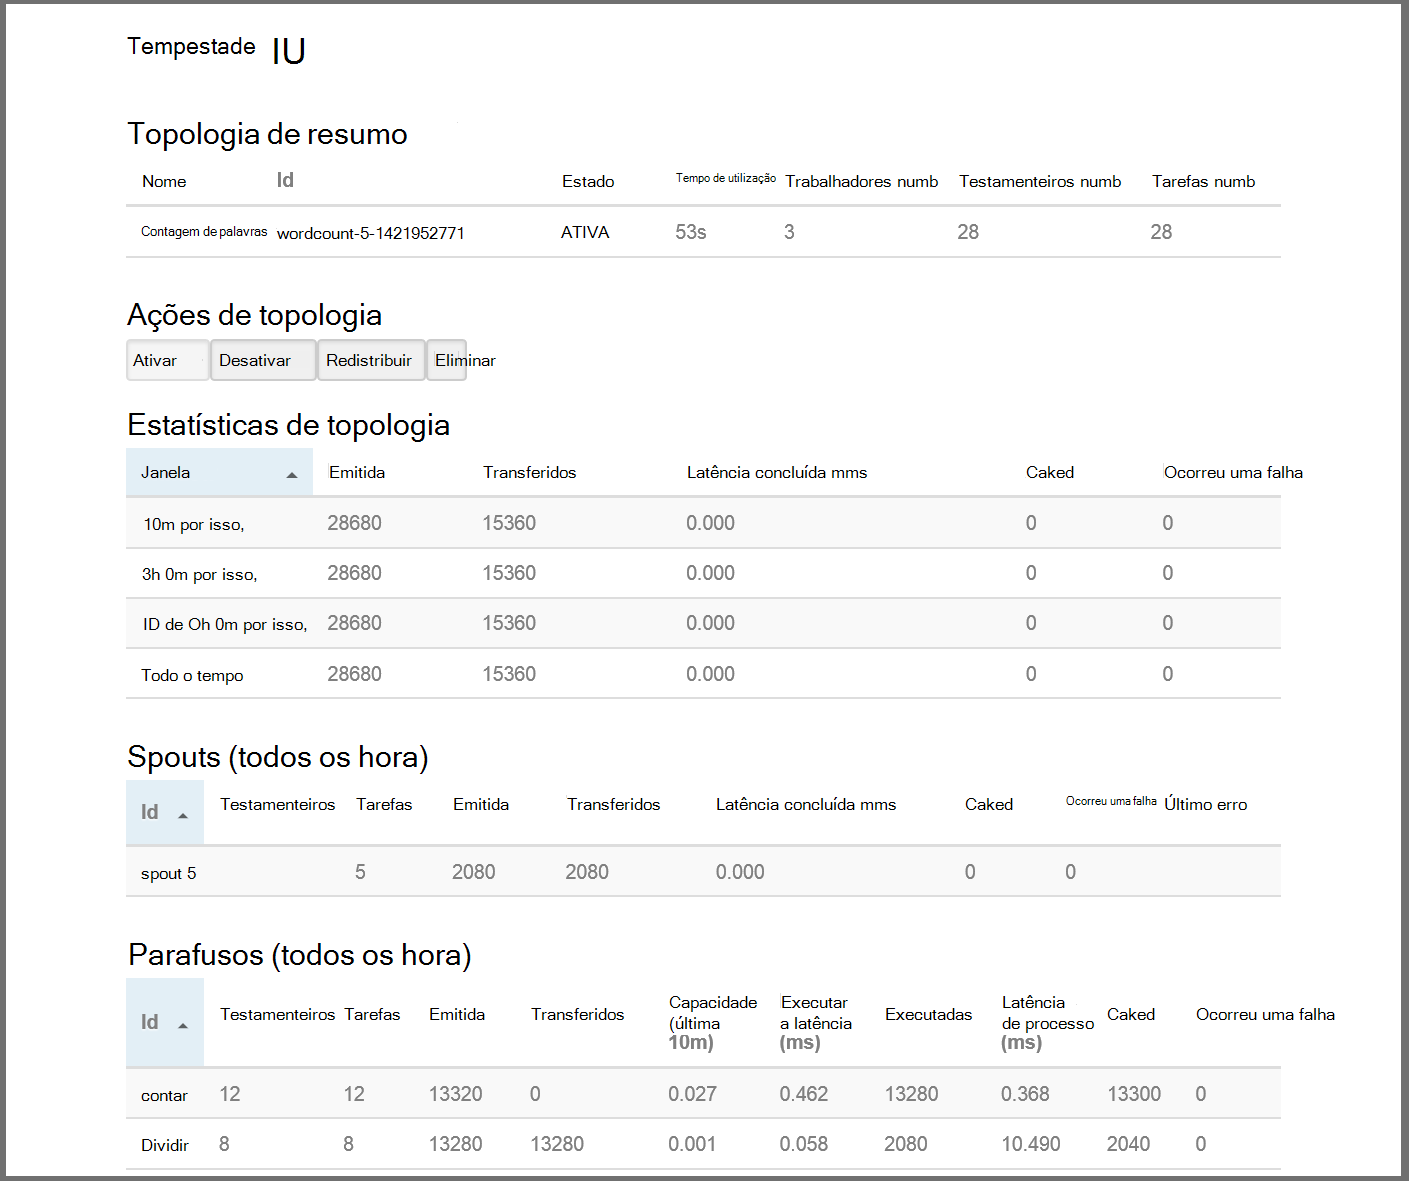 Tempestade IU
Topologia de resumo
Nome Id Estado Tempo de utilização Trabalhadores numb Testamenteiros numb Tarefas numb
Contagem de palavras wordcount-5-1421952771 ATIVA 53s 3 28 28
Ações de topologia
Ativar Desativar Redistribuir Eliminar
Estatísticas de topologia
Janela Emitida Transferidos Latência concluída mms Caked Ocorreu uma falha
10m por isso, 28680 15360 0.000 0 0
3h 0m por isso, 28680 15360 0.000 0 0
ID de Oh 0m por isso, 28680 15360 0.000 0 0
Todo o tempo 28680 15360 0.000 0 0
Spouts (todos os hora)
Id Testamenteiros Tarefas Emitida Transferidos Latência concluída mms Caked Ocorreu uma falha Último erro
spout 5 5 2080 2080 0.000 0 0
Parafusos (todos os hora)
Id Testamenteiros Tarefas Emitida Transferidos Capacidade (última 10m) Executar a latência (ms) Executadas Latência de processo (ms) Caked Ocorreu uma falha
contar 12 12 13320 0 0.027 0.462 13280 0.368 13300 0
Dividir 8 8 13280 13280 0.001 0.058 2080 10.490 2040 0